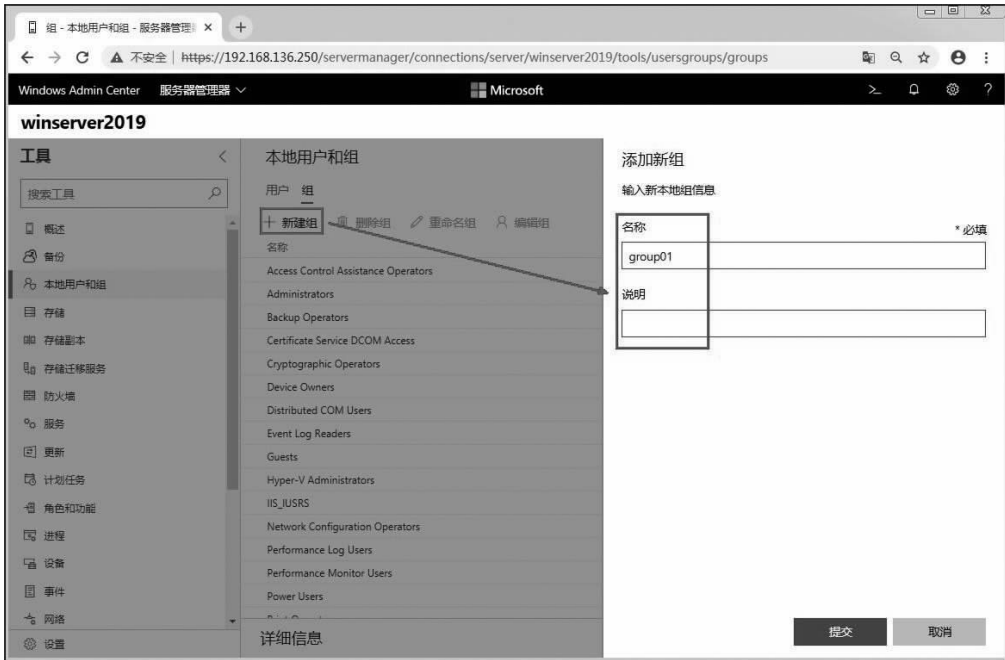 组 - 本地用户和组 - 服务器管理
不安全 | https://192.168.136.250/servermanager/connections/server/winserver2019/tools/usersgroups/groups
Windows Admin Center 服务器管理器
Microsoft
winserver2019
工具
搜索工具
概述
备份
本地用户和组
存储
存储副本
存储迁移服务
防火墙
服务
更新
计划任务
角色和功能
进程
设备
事件
网络
设置
本地用户和组
用户 组
新建组 删除组 重命名组 编辑组
名称
Access Control Assistance Operators
Administrators
Backup Operators
Certificate Service DCOM Access
Cryptographic Operators
Device Owners
Distributed COM Users
Event Log Readers
Guests
Hyper-V Administrators
IIS_IUSRS
Network Configuration Operators
Performance Log Users
Performance Monitor Users
Power Users
详细信息
添加新组
输入新本地组信息
名称 * 必填
group01
说明
提交 取消